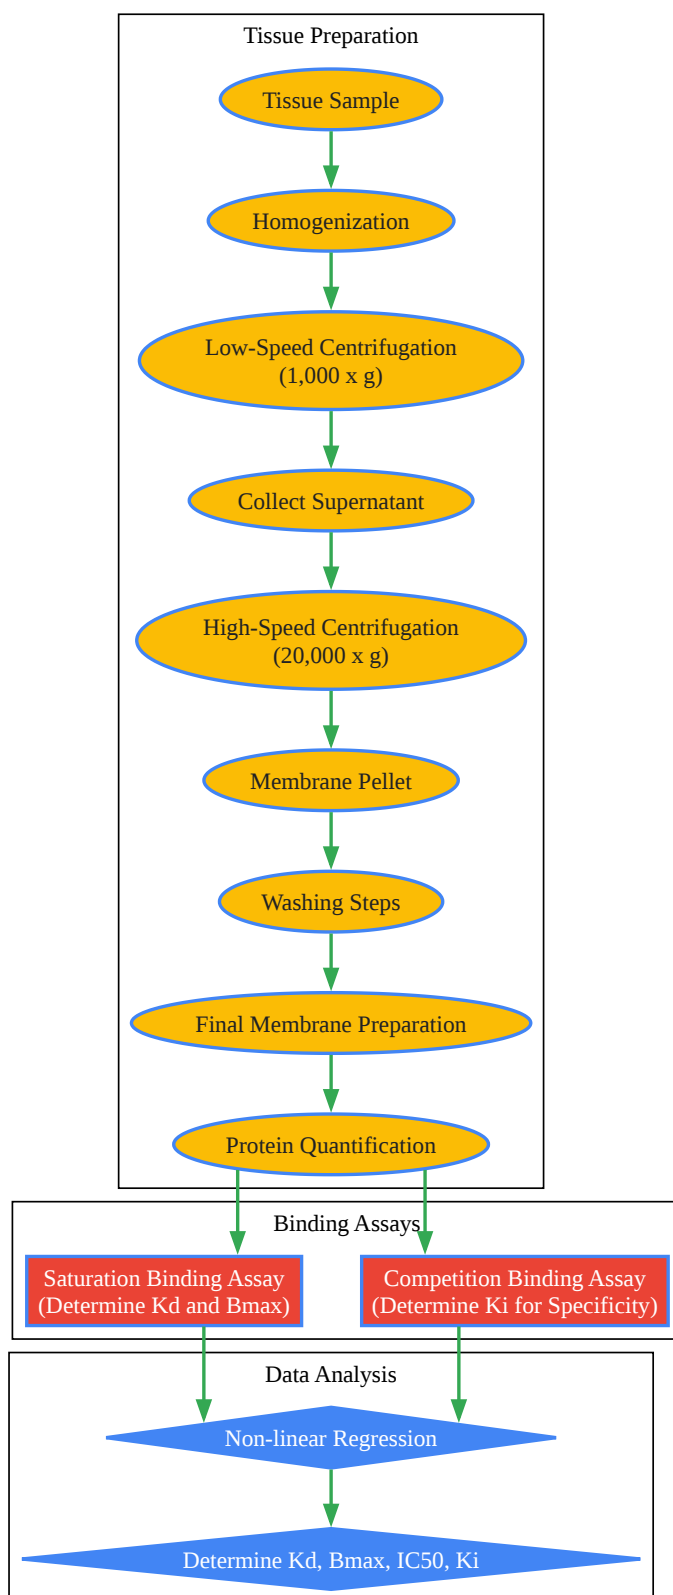 Tissue Preparation
Tissue Sample
Homogenization
Low-Speed Centrifugation
(1,000 x g)
Collect Supernatant
High-Speed Centrifugation
(20,000 x g)
Membrane Pellet
Washing Steps
Final Membrane Preparation
Protein Quantification
Binding Assays
Saturation Binding Assay
(Determine Kd and Bmax)
Competition Binding Assay
(Determine Ki for Specificity)
Data Analysis
Non-linear Regression
Determine Kd, Bmax, IC50, Ki